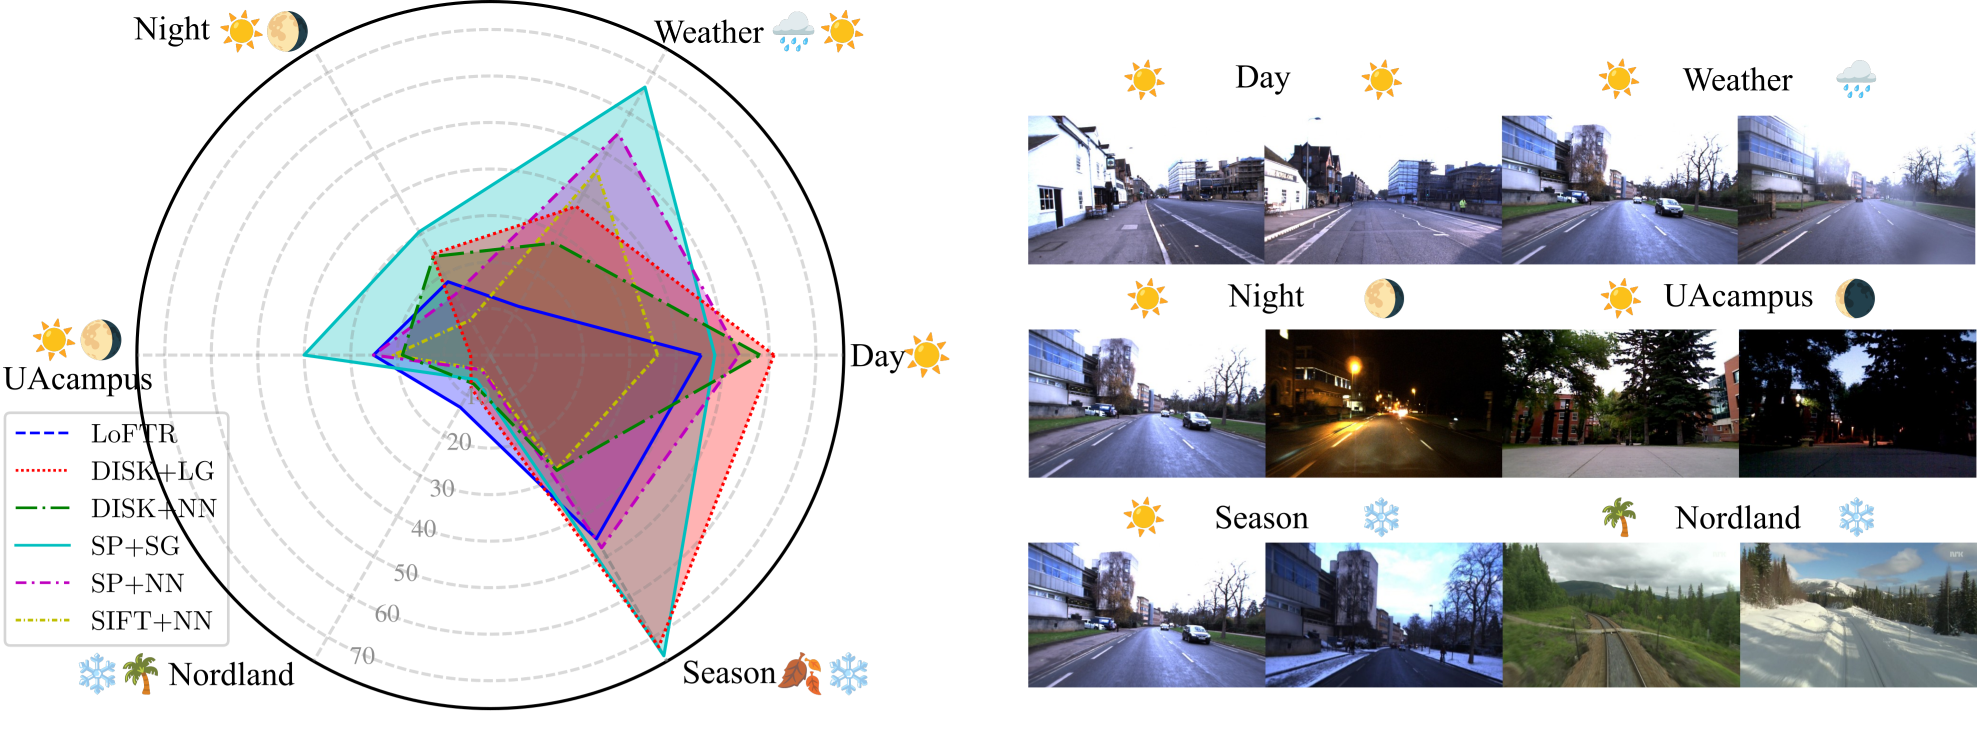 Night
Weather
Day
UAcampus
LoFTR
DISK+LG
DISK+NN
SP+SG
SP+NN
SIFT+NN
20
30
40
50
60
70
Nordland
Season
Day
Weather
Night
UAcampus
Season
Nordland